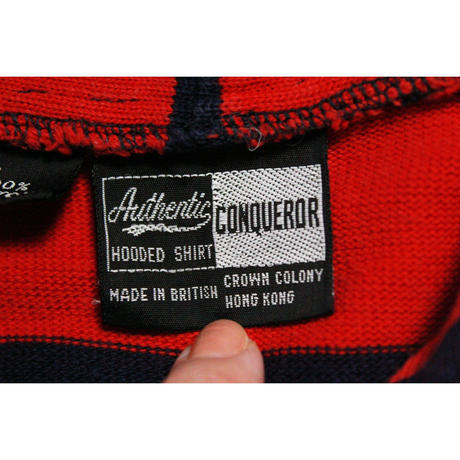 Authentic CONQUEROR
HOODED SHIRT
MADE IN BRITISH CROWN COLONY
HONG KONG